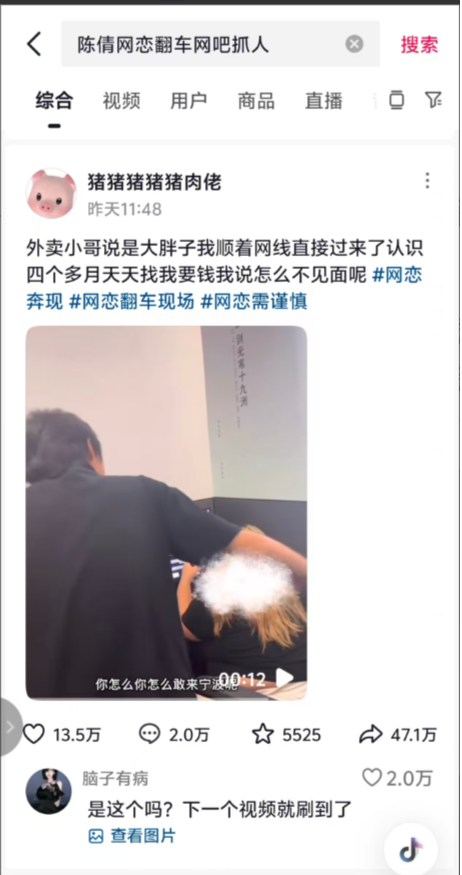 陈倩网恋翻车网吧抓人
搜索
综合 视频 用户 商品 直播
猪猪猪猪猪肉佬
昨天11:48
外卖小哥说是大胖子我顺着网线直接过来了认识
四个多月天天找我要钱我说怎么不见面呢 #网恋
奔现 #网恋翻车现场 #网恋需谨慎
一剑光寒十九洲
你怎么你怎么敢来宁波呢
00:12
13.5万 2.0万 5525 47.1万
脑子有病
2.0万
是这个吗？下一个视频就刷到了
查看图片